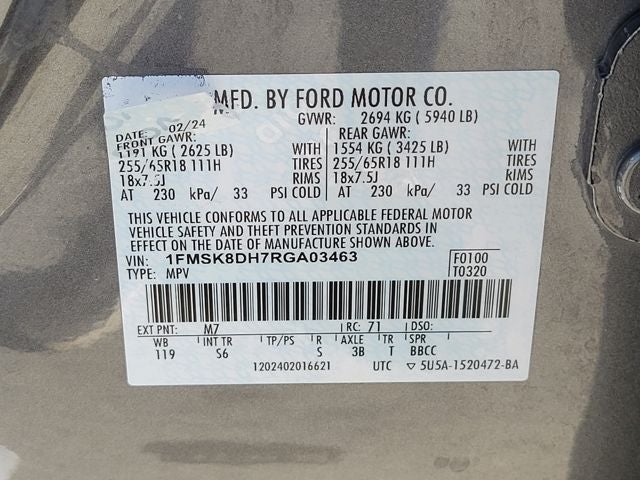 MFD. BY FORD MOTOR CO.
DATE: 02/24 GVWR: 2694 KG ( 5940 LB)
FRONT GAWR: REAR GAWR:
1191 KG ( 2625 LB) WITH 1554 KG ( 3425 LB) WITH
255/65R18 111H TIRES 255/65R18 111H TIRES
18x7.5J RIMS 18x7.5J RIMS
AT 230 kPa/ 33 PSI COLD AT 230 kPa/ 33 PSI COLD
THIS VEHICLE CONFORMS TO ALL APPLICABLE FEDERAL MOTOR
VEHICLE SAFETY AND THEFT PREVENTION STANDARDS IN
EFFECT ON THE DATE OF MANUFACTURE SHOWN ABOVE.
VIN: 1FMSK8DH7RGA03463 F0100
TYPE: MPV T0320
EXT PNT: M7 RC: 71
WB INT TR TP/PS R AXLE TR SPR
119 S6 S 3B T BBCC
1202402016621 UTC ▽ 5U5A-1520472-BA